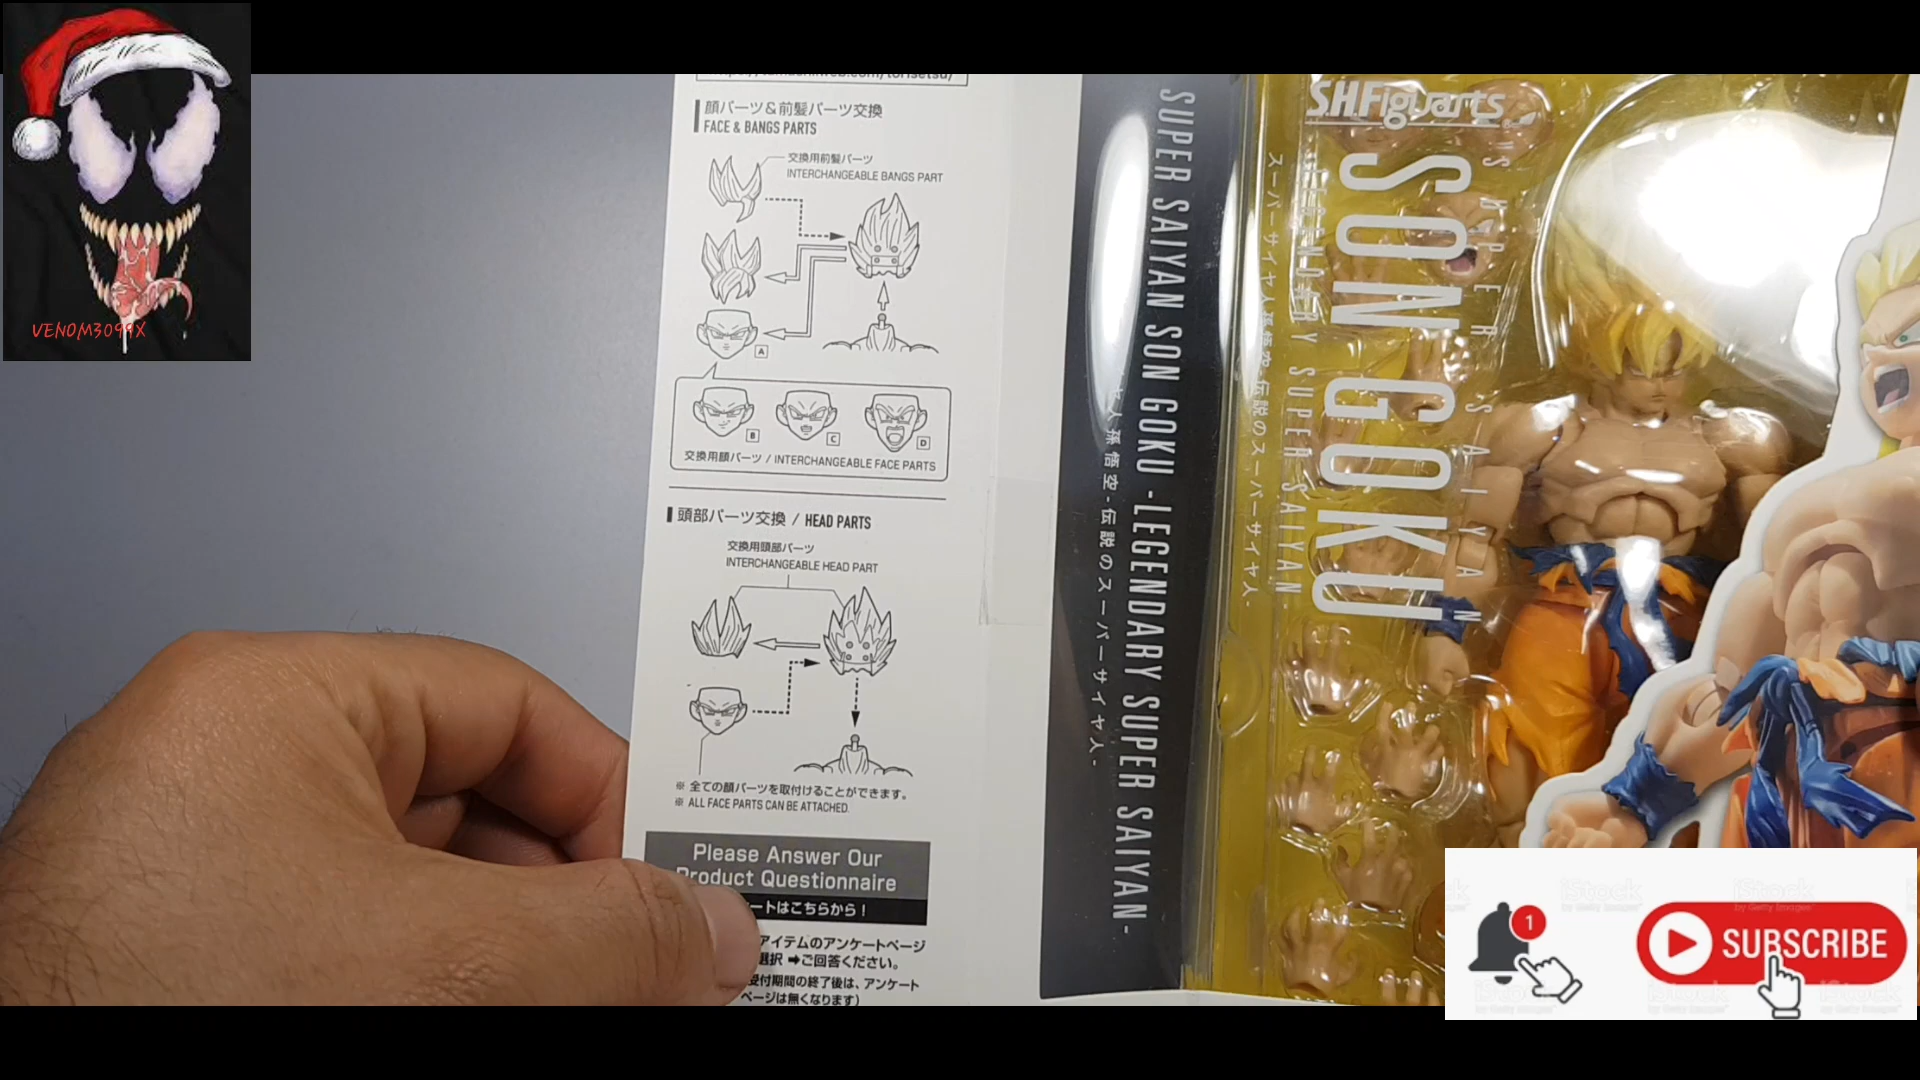 VENOM3099X
顔パーツ&前髪パーツ交換
FACE & BANGS PARTS
交換用前髪パーツ
INTERCHANGEABLE BANGS PART
A
B
C
D
交換用顔パーツ / INTERCHANGEABLE FACE PARTS
頭部パーツ交換 / HEAD PARTS
交換用頭部パーツ
INTERCHANGEABLE HEAD PART
※ 全ての顔パーツを取付けることができます。
※ ALL FACE PARTS CAN BE ATTACHED.
Please Answer Our
Product Questionnaire
ートはこちらから!
アイテムのアンケートページ
選択 ➡ご回答ください。
受付期間の終了後は、アンケート
ページは無くなります)
SUPER SAIYAN SON GOKU -LEGENDARY SUPER SAIYAN-
人孫悟空-伝説のスーパーサイヤ人-
S.H.Figuarts
SUPER SAIYAN
SON GOKU
-LEGENDARY SUPER SAIYAN-
スーパーサイヤ人孫悟空-伝説のスーパーサイヤ人-
1
SUBSCRIBE
iStock
by Getty Images